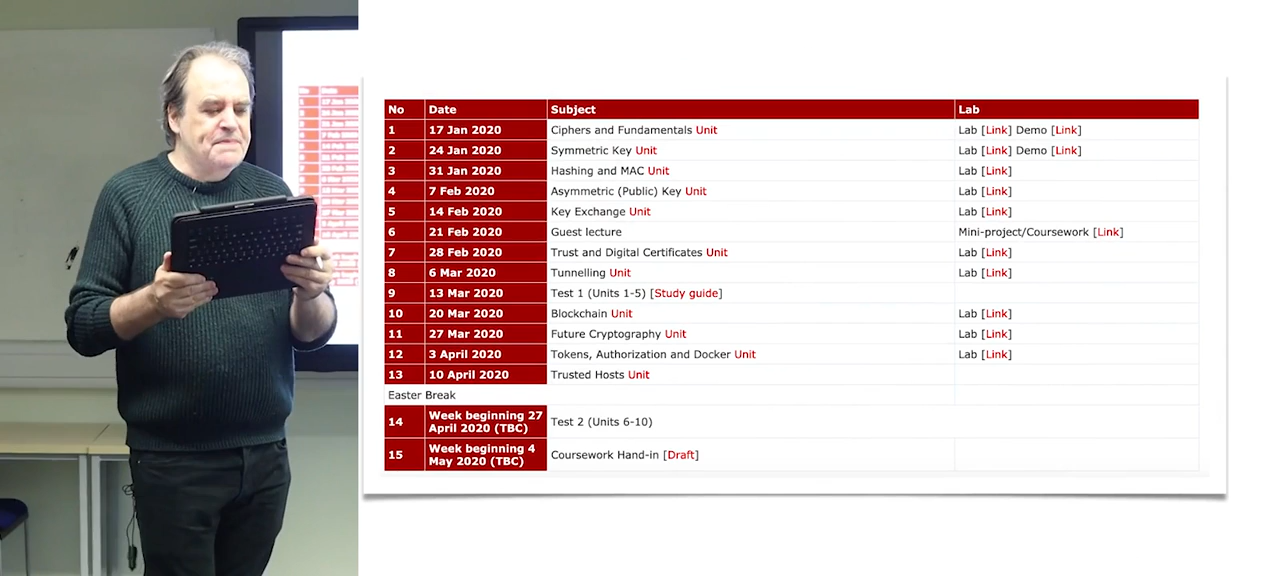 No Date Subject Lab
1 17 Jan 2020 Ciphers and Fundamentals Unit Lab [Link] Demo [Link]
2 24 Jan 2020 Symmetric Key Unit Lab [Link] Demo [Link]
3 31 Jan 2020 Hashing and MAC Unit Lab [Link]
4 7 Feb 2020 Asymmetric (Public) Key Unit Lab [Link]
5 14 Feb 2020 Key Exchange Unit Lab [Link]
6 21 Feb 2020 Guest lecture Mini-project/Coursework [Link]
7 28 Feb 2020 Trust and Digital Certificates Unit Lab [Link]
8 6 Mar 2020 Tunnelling Unit Lab [Link]
9 13 Mar 2020 Test 1 (Units 1-5) [Study guide]
10 20 Mar 2020 Blockchain Unit Lab [Link]
11 27 Mar 2020 Future Cryptography Unit Lab [Link]
12 3 April 2020 Tokens, Authorization and Docker Unit Lab [Link]
13 10 April 2020 Trusted Hosts Unit
Easter Break
14 Week beginning 27 April 2020 (TBC) Test 2 (Units 6-10)
15 Week beginning 4 May 2020 (TBC) Coursework Hand-in [Draft]